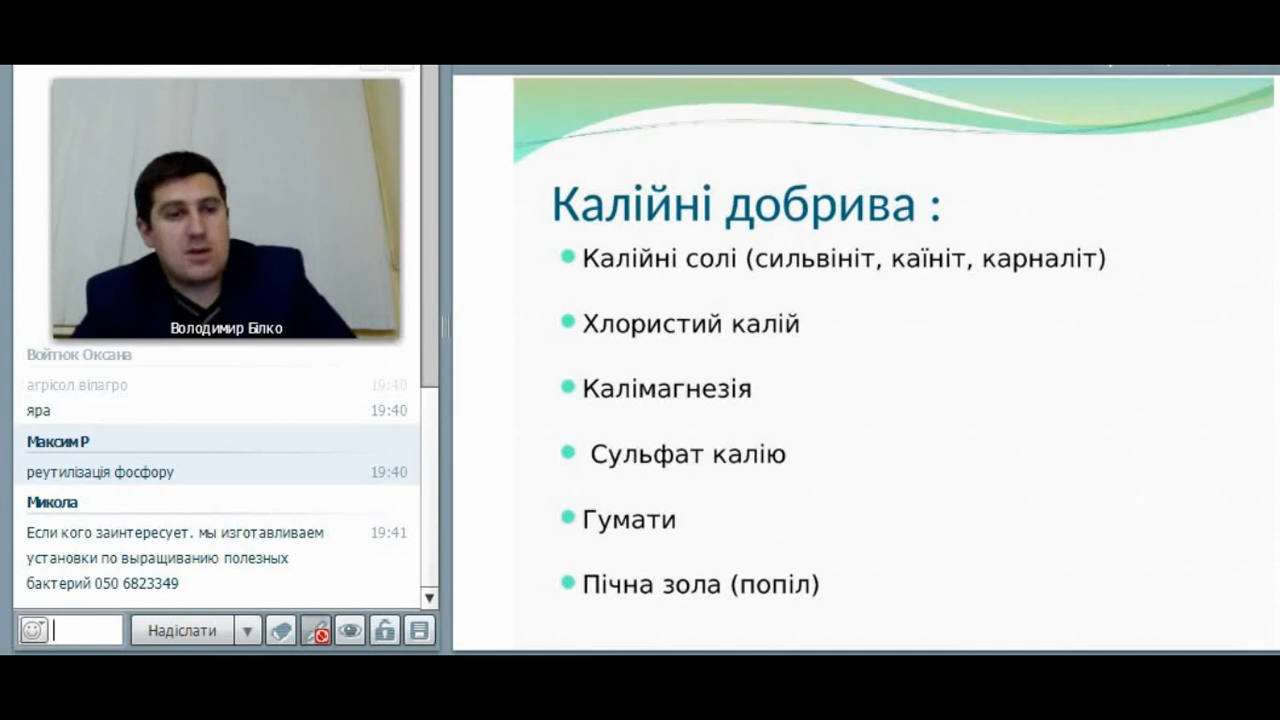 Володимир Білко
Войтюк Оксана
агрісол вілагро 19:40
яра 19:40
Максим Р
реутилізація фосфору 19:40
Микола
Если кого заинтересует. мы изготавливаем 19:41
установки по выращиванию полезных
бактерий 050 6823349
Надіслати
Калійні добрива :
Калійні солі (сильвініт, каїніт, карналіт)
Хлористий калій
Калімагнезія
Сульфат калію
Гумати
Пічна зола (попіл)